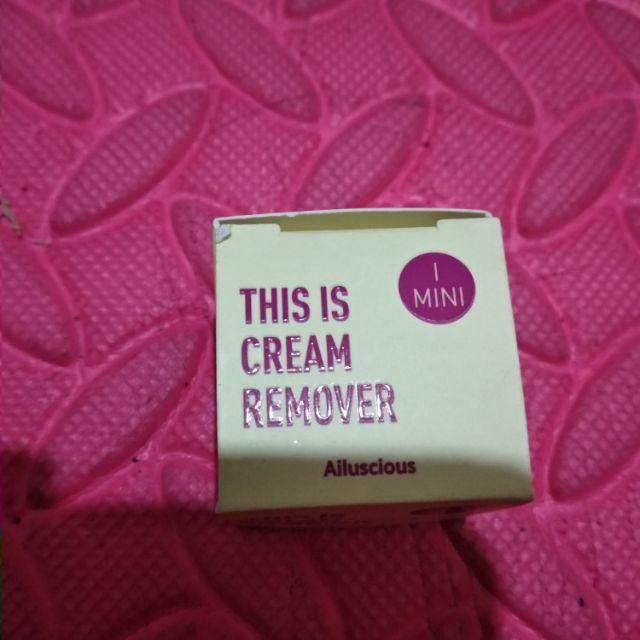 I
MINI
THIS IS
CREAM
REMOVER
Ailuscious